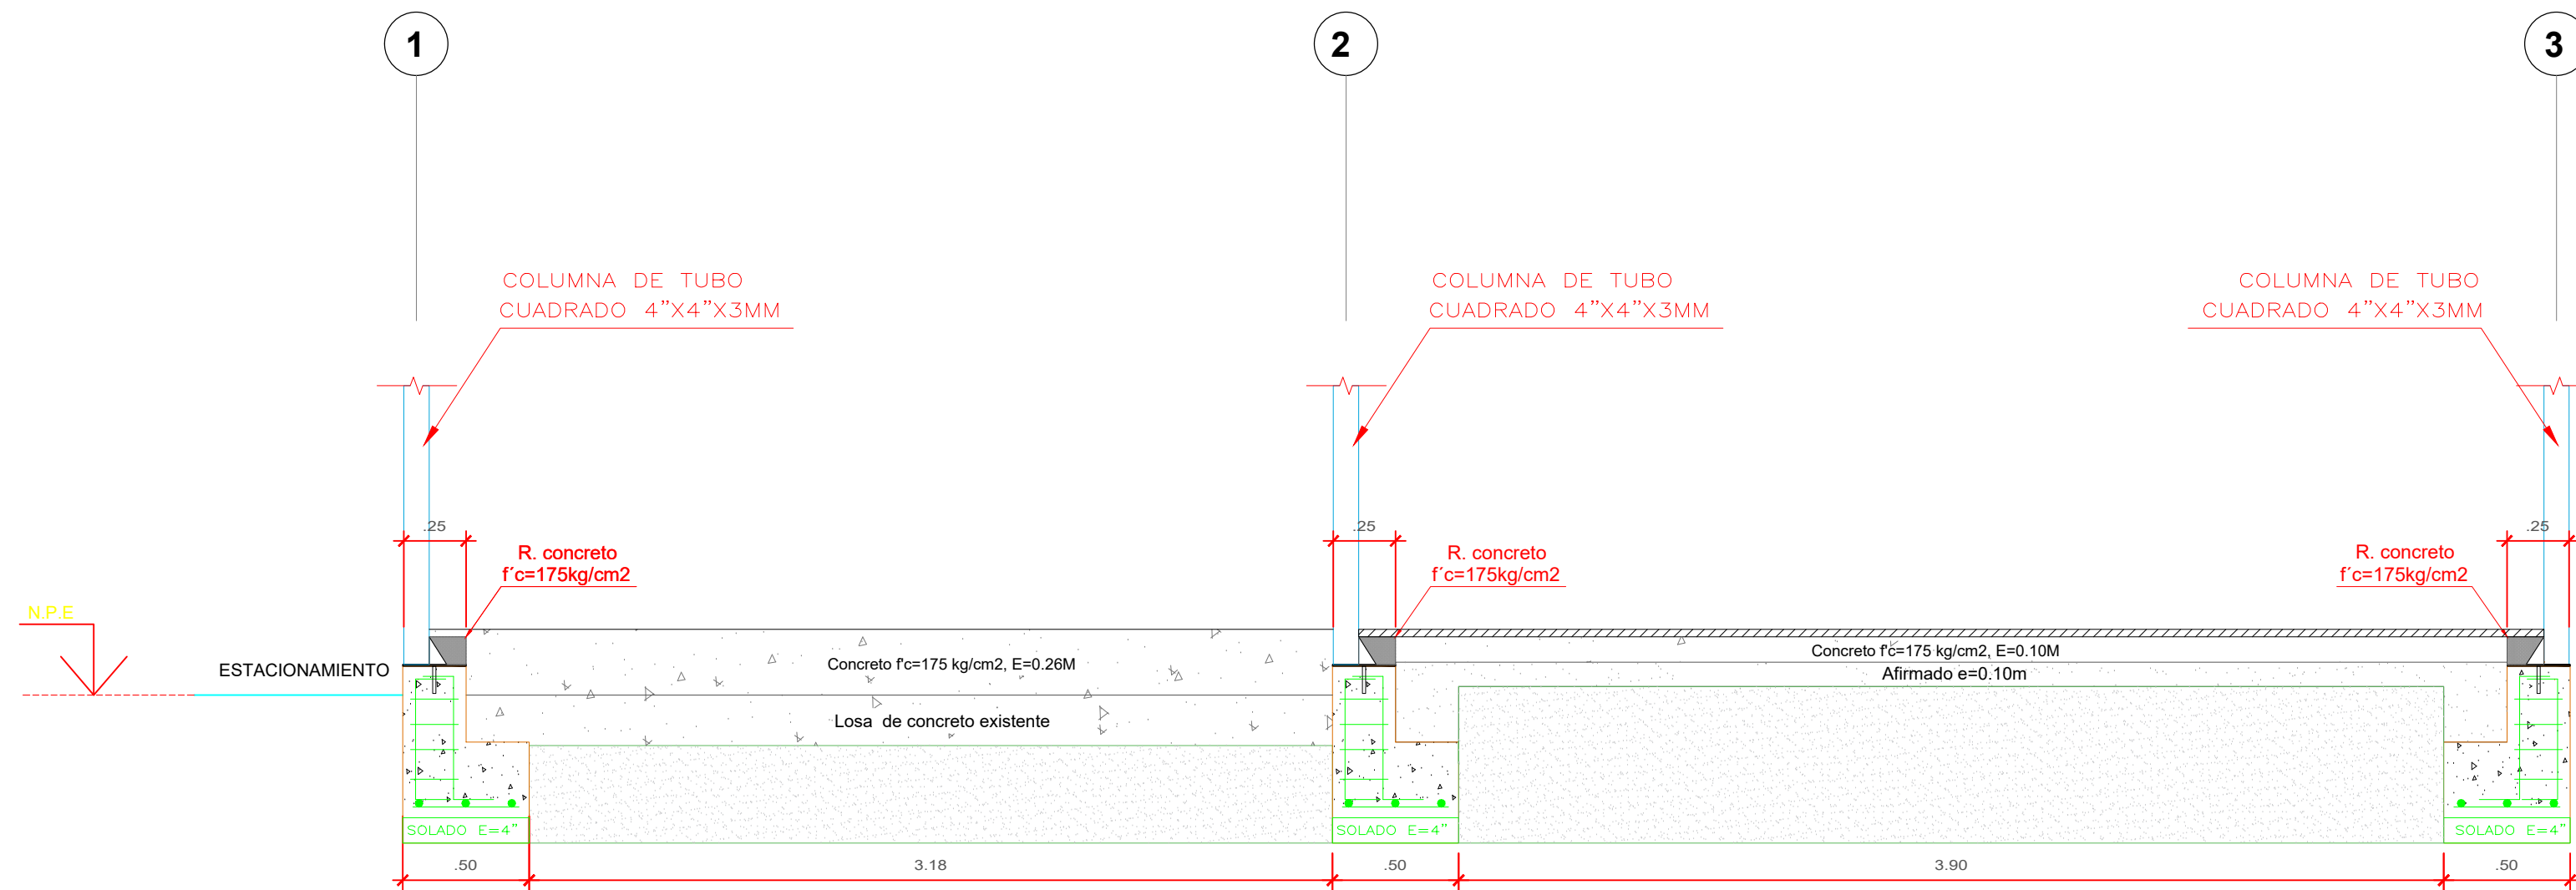 1
2
3
COLUMNA DE TUBO
CUADRADO 4”X4”X3MM
COLUMNA DE TUBO
CUADRADO 4”X4”X3MM
COLUMNA DE TUBO
CUADRADO 4”X4”X3MM
.25
.25
.25
R. concreto
f´c=175kg/cm2
R. concreto
f´c=175kg/cm2
R. concreto
f´c=175kg/cm2
N.P.E
ESTACIONAMIENTO
Concreto f'c=175 kg/cm2, E=0.26M
Concreto f'c=175 kg/cm2, E=0.10M
Afirmado e=0.10m
Losa de concreto existente
SOLADO E=4”
SOLADO E=4”
SOLADO E=4”
.50
3.18
.50
3.90
.50